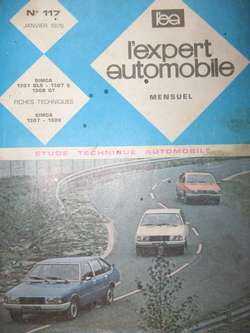 N° 117
JANVIER 1976
SIMCA
1307 GLS - 1307 S
1308 GT
FICHES TECHNIQUES
SIMCA
1307 - 1308
l'ea
l'expert
automobile
MENSUEL
ETUDE TECHNIQUE AUTOMOBILE